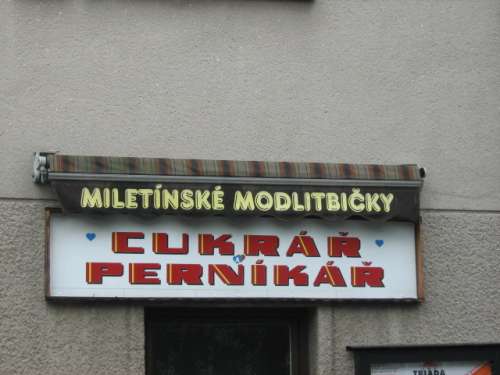 MILETÍNSKÉ MODLITBIČKY
CUKRÁŘ
PERNÍKÁŘ